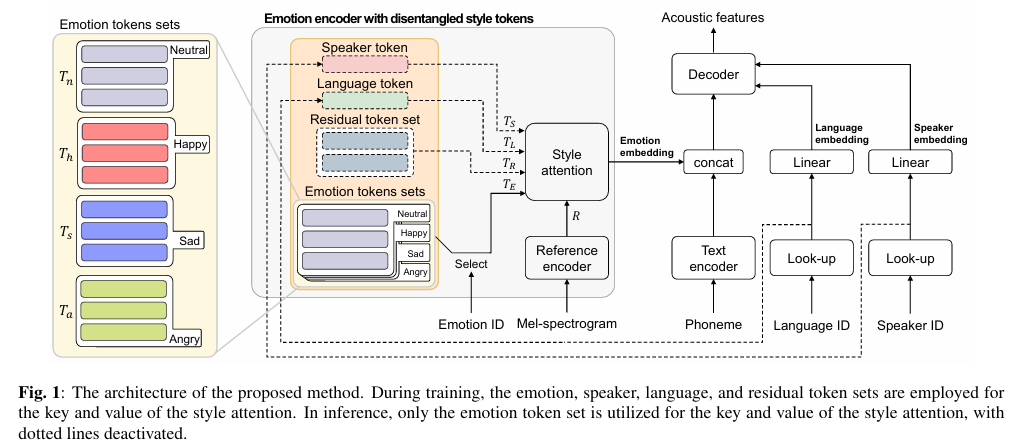 Emotion tokens sets
Neutral
T_n
Happy
T_h
Sad
T_s
Angry
T_a
Emotion encoder with disentangled style tokens
Speaker token
Language token
Residual token set
Emotion tokens sets
Neutral
Happy
Sad
Angry
T_S
T_L
T_R
T_E
Style
attention
R
Reference
encoder
Select
Emotion ID
Mel-spectrogram
Emotion
embedding
Acoustic features
Decoder
concat
Text
encoder
Phoneme
Language
embedding
Linear
Look-up
Language ID
Speaker
embedding
Linear
Look-up
Speaker ID
Fig. 1: The architecture of the proposed method. During training, the emotion, speaker, language, and residual token sets are employed for
the key and value of the style attention. In inference, only the emotion token set is utilized for the key and value of the style attention, with
dotted lines deactivated.